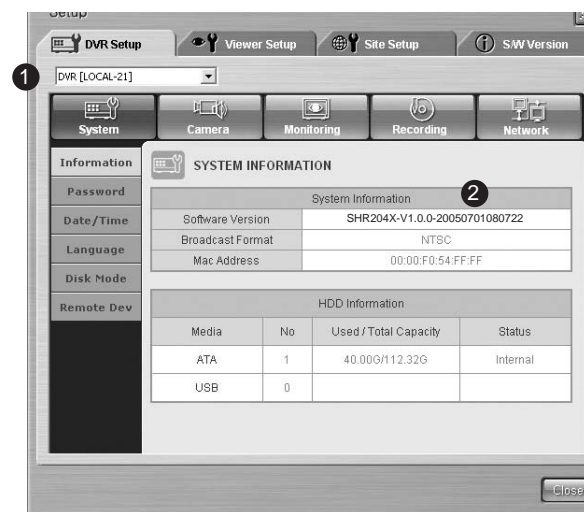 Setup
DVR Setup Viewer Setup Site Setup S/W Version
1 DVR [LOCAL-21]
System Camera Monitoring Recording Network
Information SYSTEM INFORMATION
Password
System Information 2
Date/Time Software Version SHR204X-V1.0.0-20050701080722
Broadcast Format NTSC
Language
Mac Address 00:00:F0:54:FF:FF
Disk Mode
Remote Dev HDD Information
Media No Used / Total Capacity Status
ATA 1 40.00G/112.32G Internal
USB 0
Close